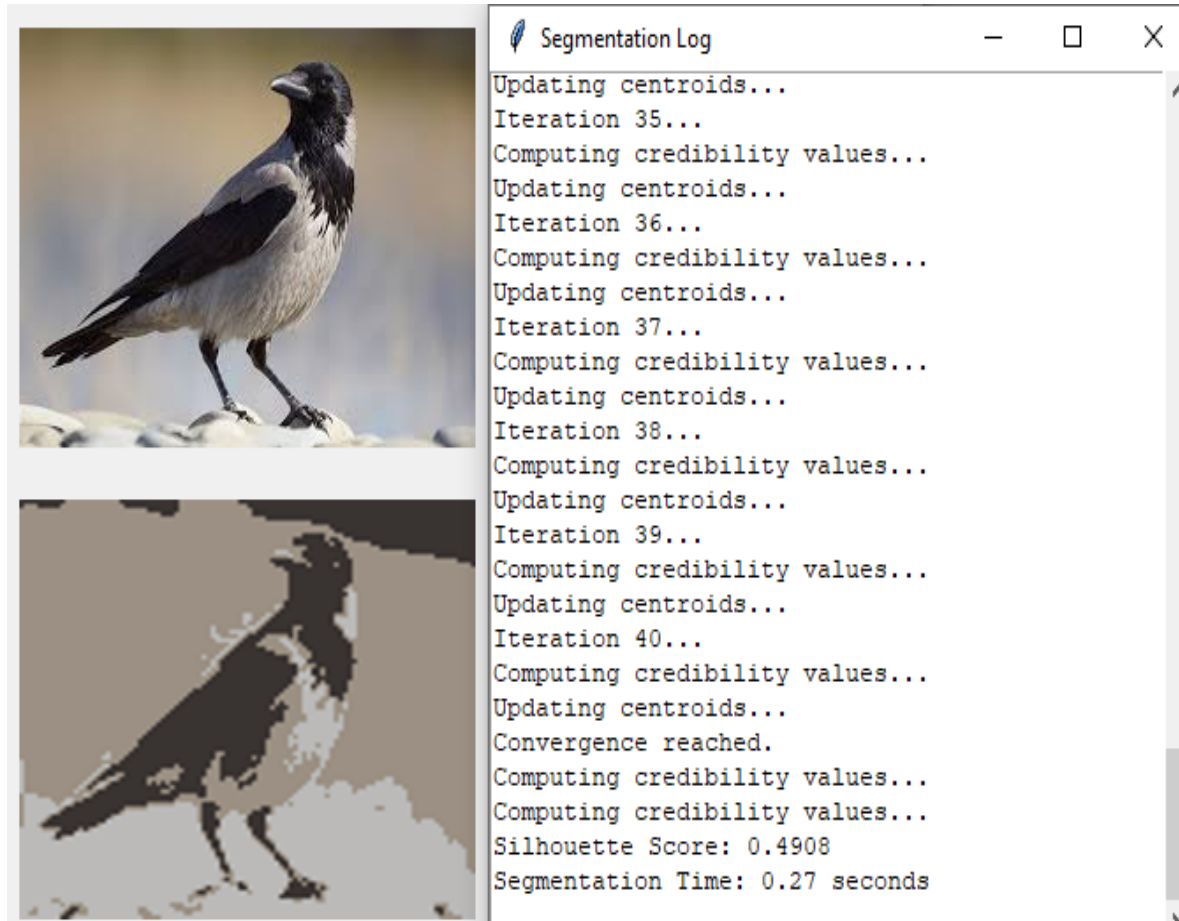 Segmentation Log
Updating centroids...
Iteration 35...
Computing credibility values...
Updating centroids...
Iteration 36...
Computing credibility values...
Updating centroids...
Iteration 37...
Computing credibility values...
Updating centroids...
Iteration 38...
Computing credibility values...
Updating centroids...
Iteration 39...
Computing credibility values...
Updating centroids...
Iteration 40...
Computing credibility values...
Updating centroids...
Convergence reached.
Computing credibility values...
Computing credibility values...
Silhouette Score: 0.4908
Segmentation Time: 0.27 seconds